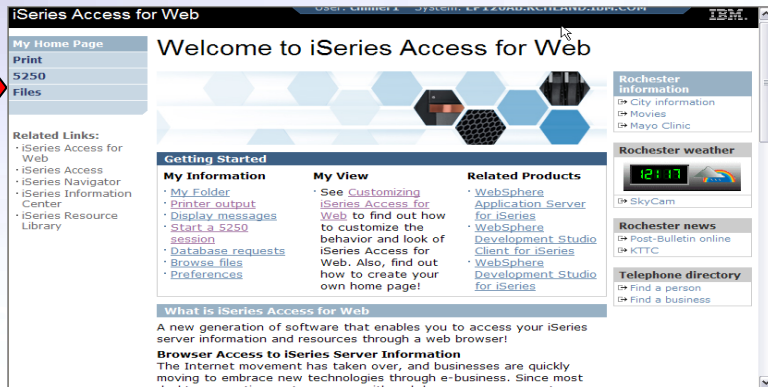 iSeries Access for Web
IBM.
My Home Page
Print
5250
Files
Related Links:
· iSeries Access for
Web
· iSeries Access
· iSeries Navigator
· iSeries Information
Center
· iSeries Resource
Library
Welcome to iSeries Access for Web
Getting Started
My Information
· My Folder
· Printer output
· Display messages
· Start a 5250
session
· Database requests
· Browse files
· Preferences
My View
· See Customizing
iSeries Access for
Web to find out how
to customize the
behavior and look of
iSeries Access for
Web. Also, find out
how to create your
own home page!
Related Products
· WebSphere
Application Server
for iSeries
· WebSphere
Development Studio
Client for iSeries
· WebSphere
Development Studio
for iSeries
What is iSeries Access for Web
A new generation of software that enables you to access your iSeries
server information and resources through a web browser!
Browser Access to iSeries Server Information
The Internet movement has taken over, and businesses are quickly
moving to embrace new technologies through e-business. Since most
Rochester
information
City information
Movies
Mayo Clinic
Rochester weather
12:17
SkyCam
Rochester news
Post-Bulletin online
KTTC
Telephone directory
Find a person
Find a business